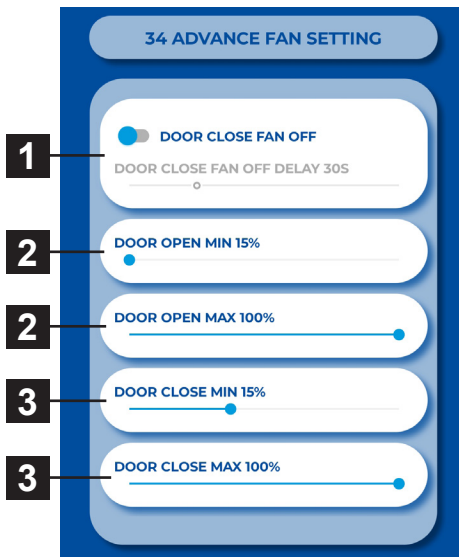 34 ADVANCE FAN SETTING
1
DOOR CLOSE FAN OFF
DOOR CLOSE FAN OFF DELAY 30S
2
DOOR OPEN MIN 15%
2
DOOR OPEN MAX 100%
3
DOOR CLOSE MIN 15%
3
DOOR CLOSE MAX 100%